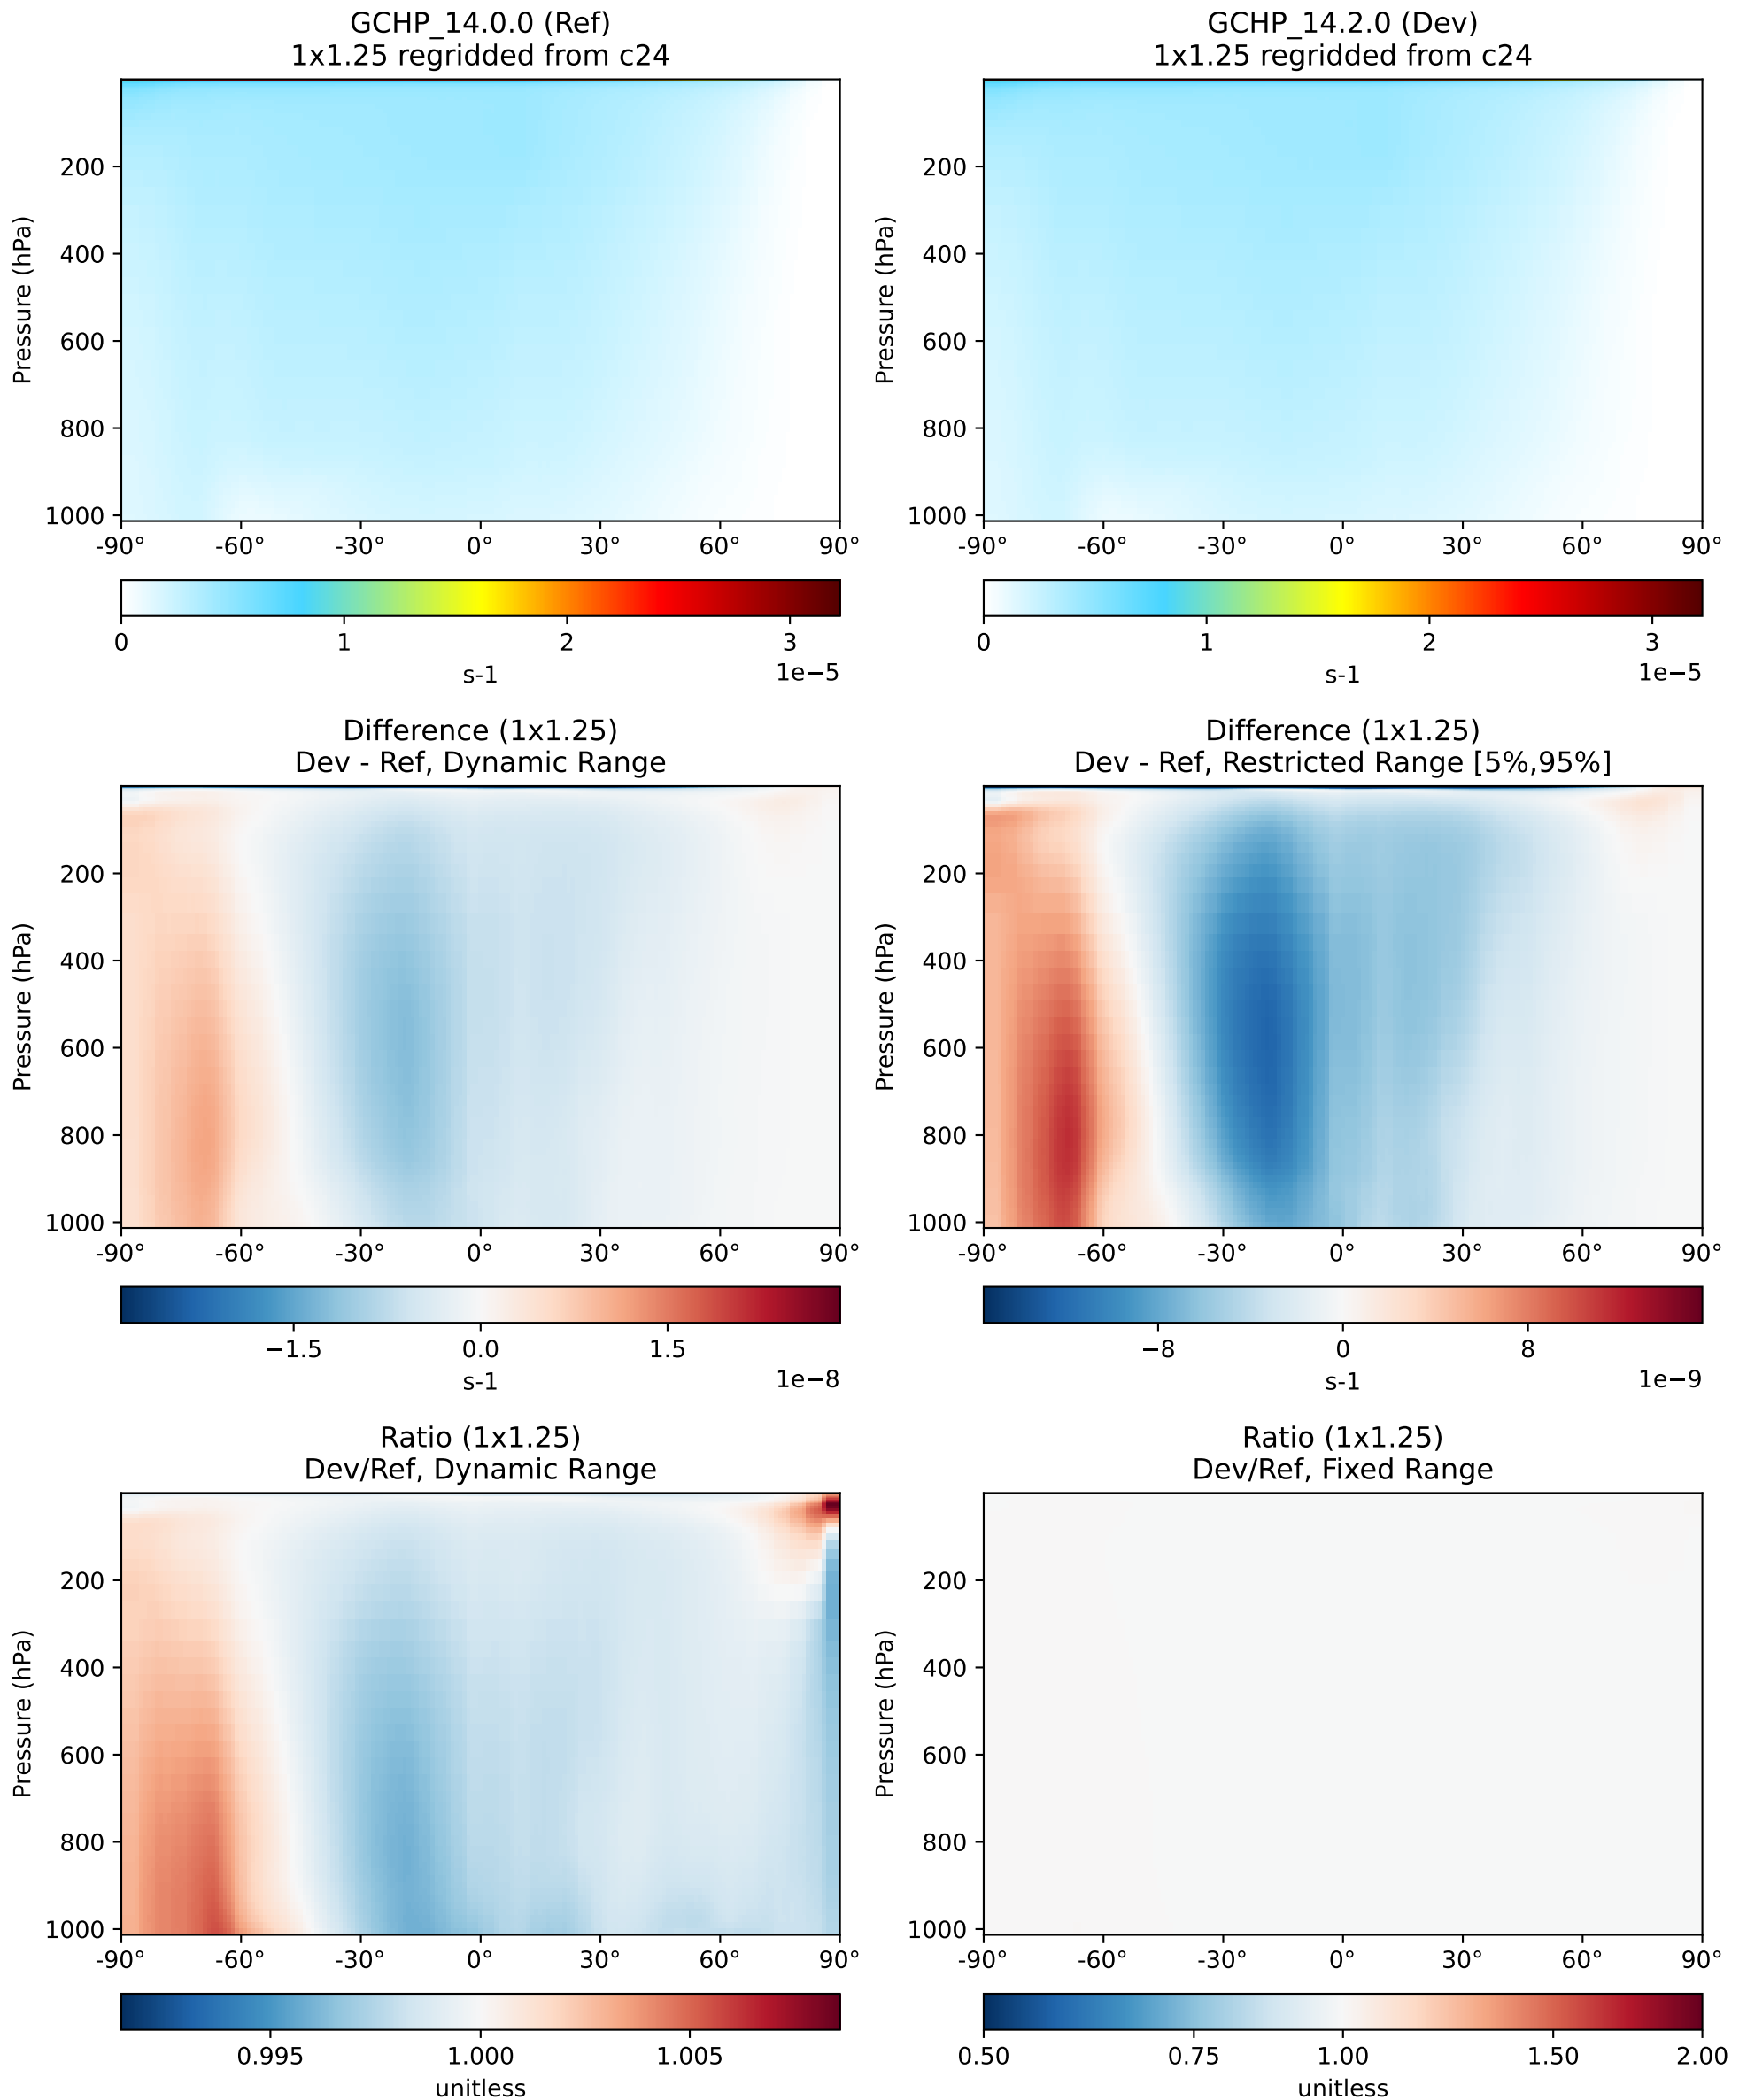 GCHP_14.0.0 (Ref)
1x1.25 regridded from c24
GCHP_14.2.0 (Dev)
1x1.25 regridded from c24
Pressure (hPa)
200
400
600
800
1000
-90° -60° -30° 0° 30° 60° 90°
0 1 2 3
s-1 1e−5
Pressure (hPa)
200
400
600
800
1000
-90° -60° -30° 0° 30° 60° 90°
0 1 2 3
s-1 1e−5
Difference (1x1.25)
Dev - Ref, Dynamic Range
Difference (1x1.25)
Dev - Ref, Restricted Range [5%,95%]
Pressure (hPa)
200
400
600
800
1000
-90° -60° -30° 0° 30° 60° 90°
−1.5 0.0 1.5
s-1 1e−8
Pressure (hPa)
200
400
600
800
1000
-90° -60° -30° 0° 30° 60° 90°
−8 0 8
s-1 1e−9
Ratio (1x1.25)
Dev/Ref, Dynamic Range
Ratio (1x1.25)
Dev/Ref, Fixed Range
Pressure (hPa)
200
400
600
800
1000
-90° -60° -30° 0° 30° 60° 90°
0.995 1.000 1.005
unitless
Pressure (hPa)
200
400
600
800
1000
-90° -60° -30° 0° 30° 60° 90°
0.50 0.75 1.00 1.50 2.00
unitless